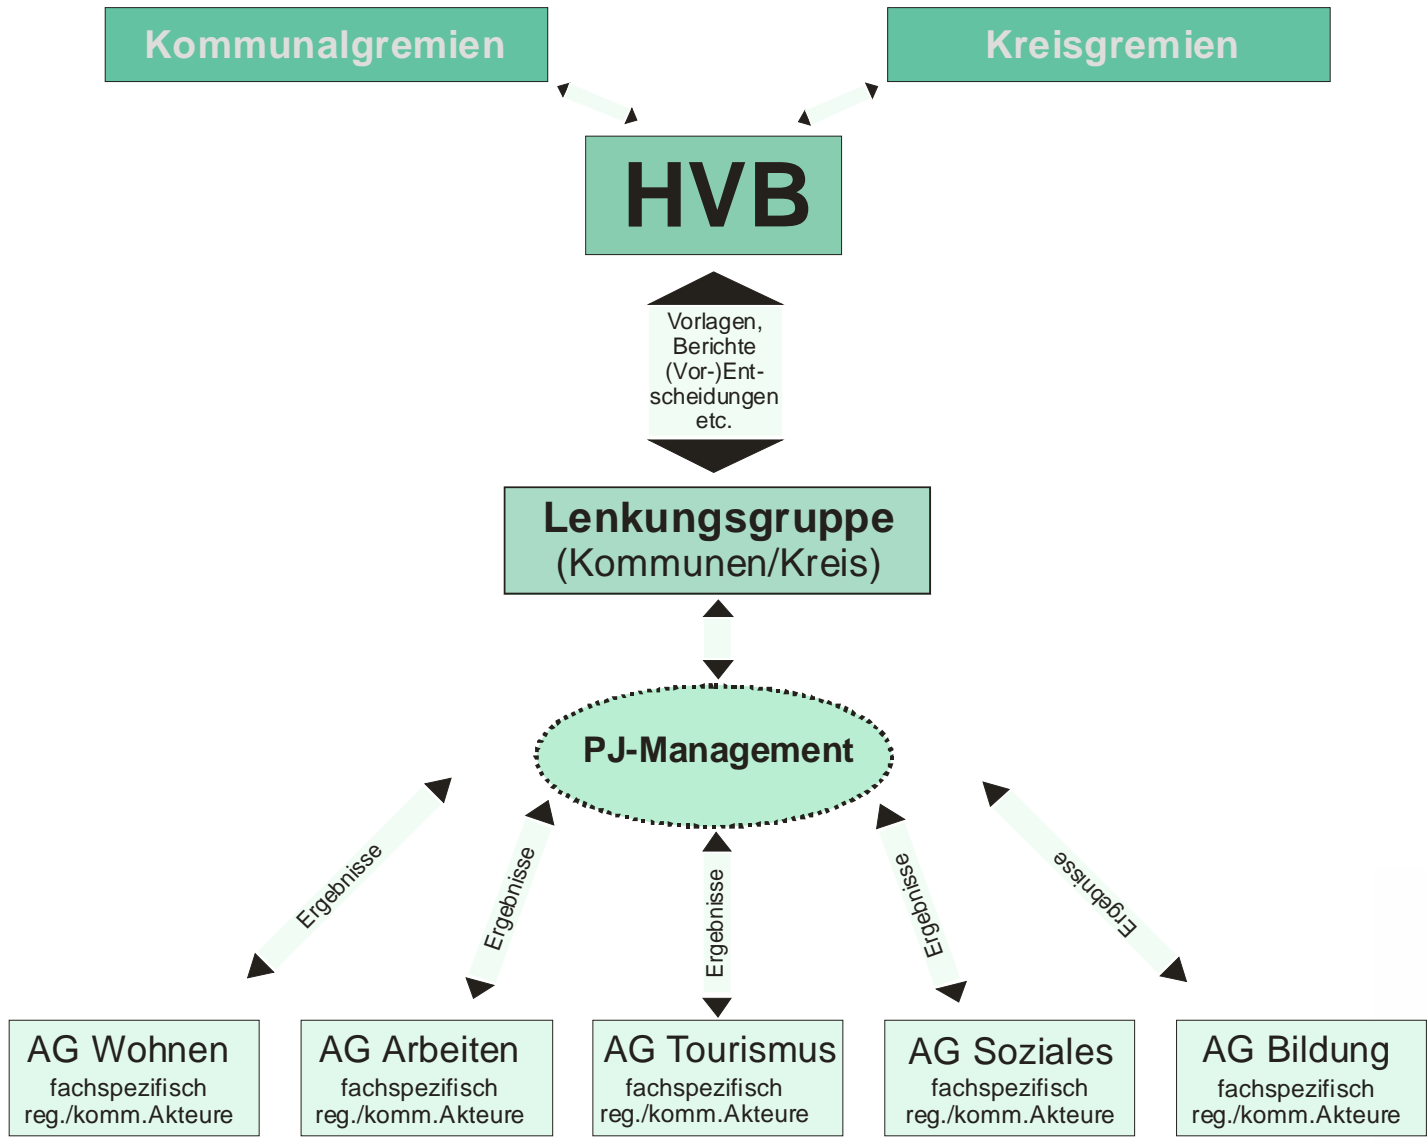 Kommunalgremien
Kreisgremien
HVB
Vorlagen,
Berichte
(Vor-)Ent-
scheidungen
etc.
Lenkungsgruppe
(Kommunen/Kreis)
PJ-Management
Ergebnisse
Ergebnisse
Ergebnisse
Ergebnisse
Ergebnisse
AG Wohnen
fachspezifisch
reg./komm.Akteure
AG Arbeiten
fachspezifisch
reg./komm.Akteure
AG Tourismus
fachspezifisch
reg./komm.Akteure
AG Soziales
fachspezifisch
reg./komm.Akteure
AG Bildung
fachspezifisch
reg./komm.Akteure